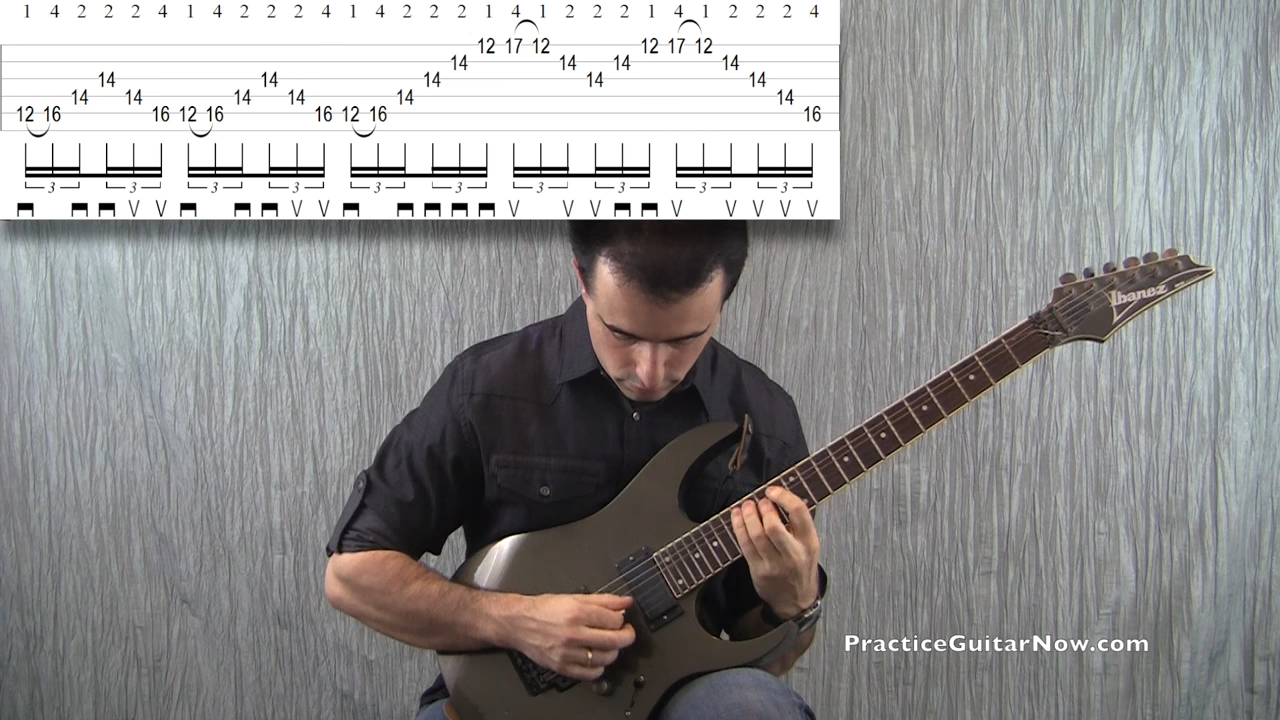 1 4 2 2 2 4 1 4 2 2 2 4 1 4 2 2 2 1 4 1 2 2 2 1 4 1 2 2 2 4
12 17 12 12 17 12
14 14 14 14
14 14 14 14 14
14 14 14 14 14 14
12 16 16 12 16 16 12 16 16
3 3 3 3 3 3 3 3 3 3
V V V V V V V V V V V V
Ibanez
PracticeGuitarNow.com